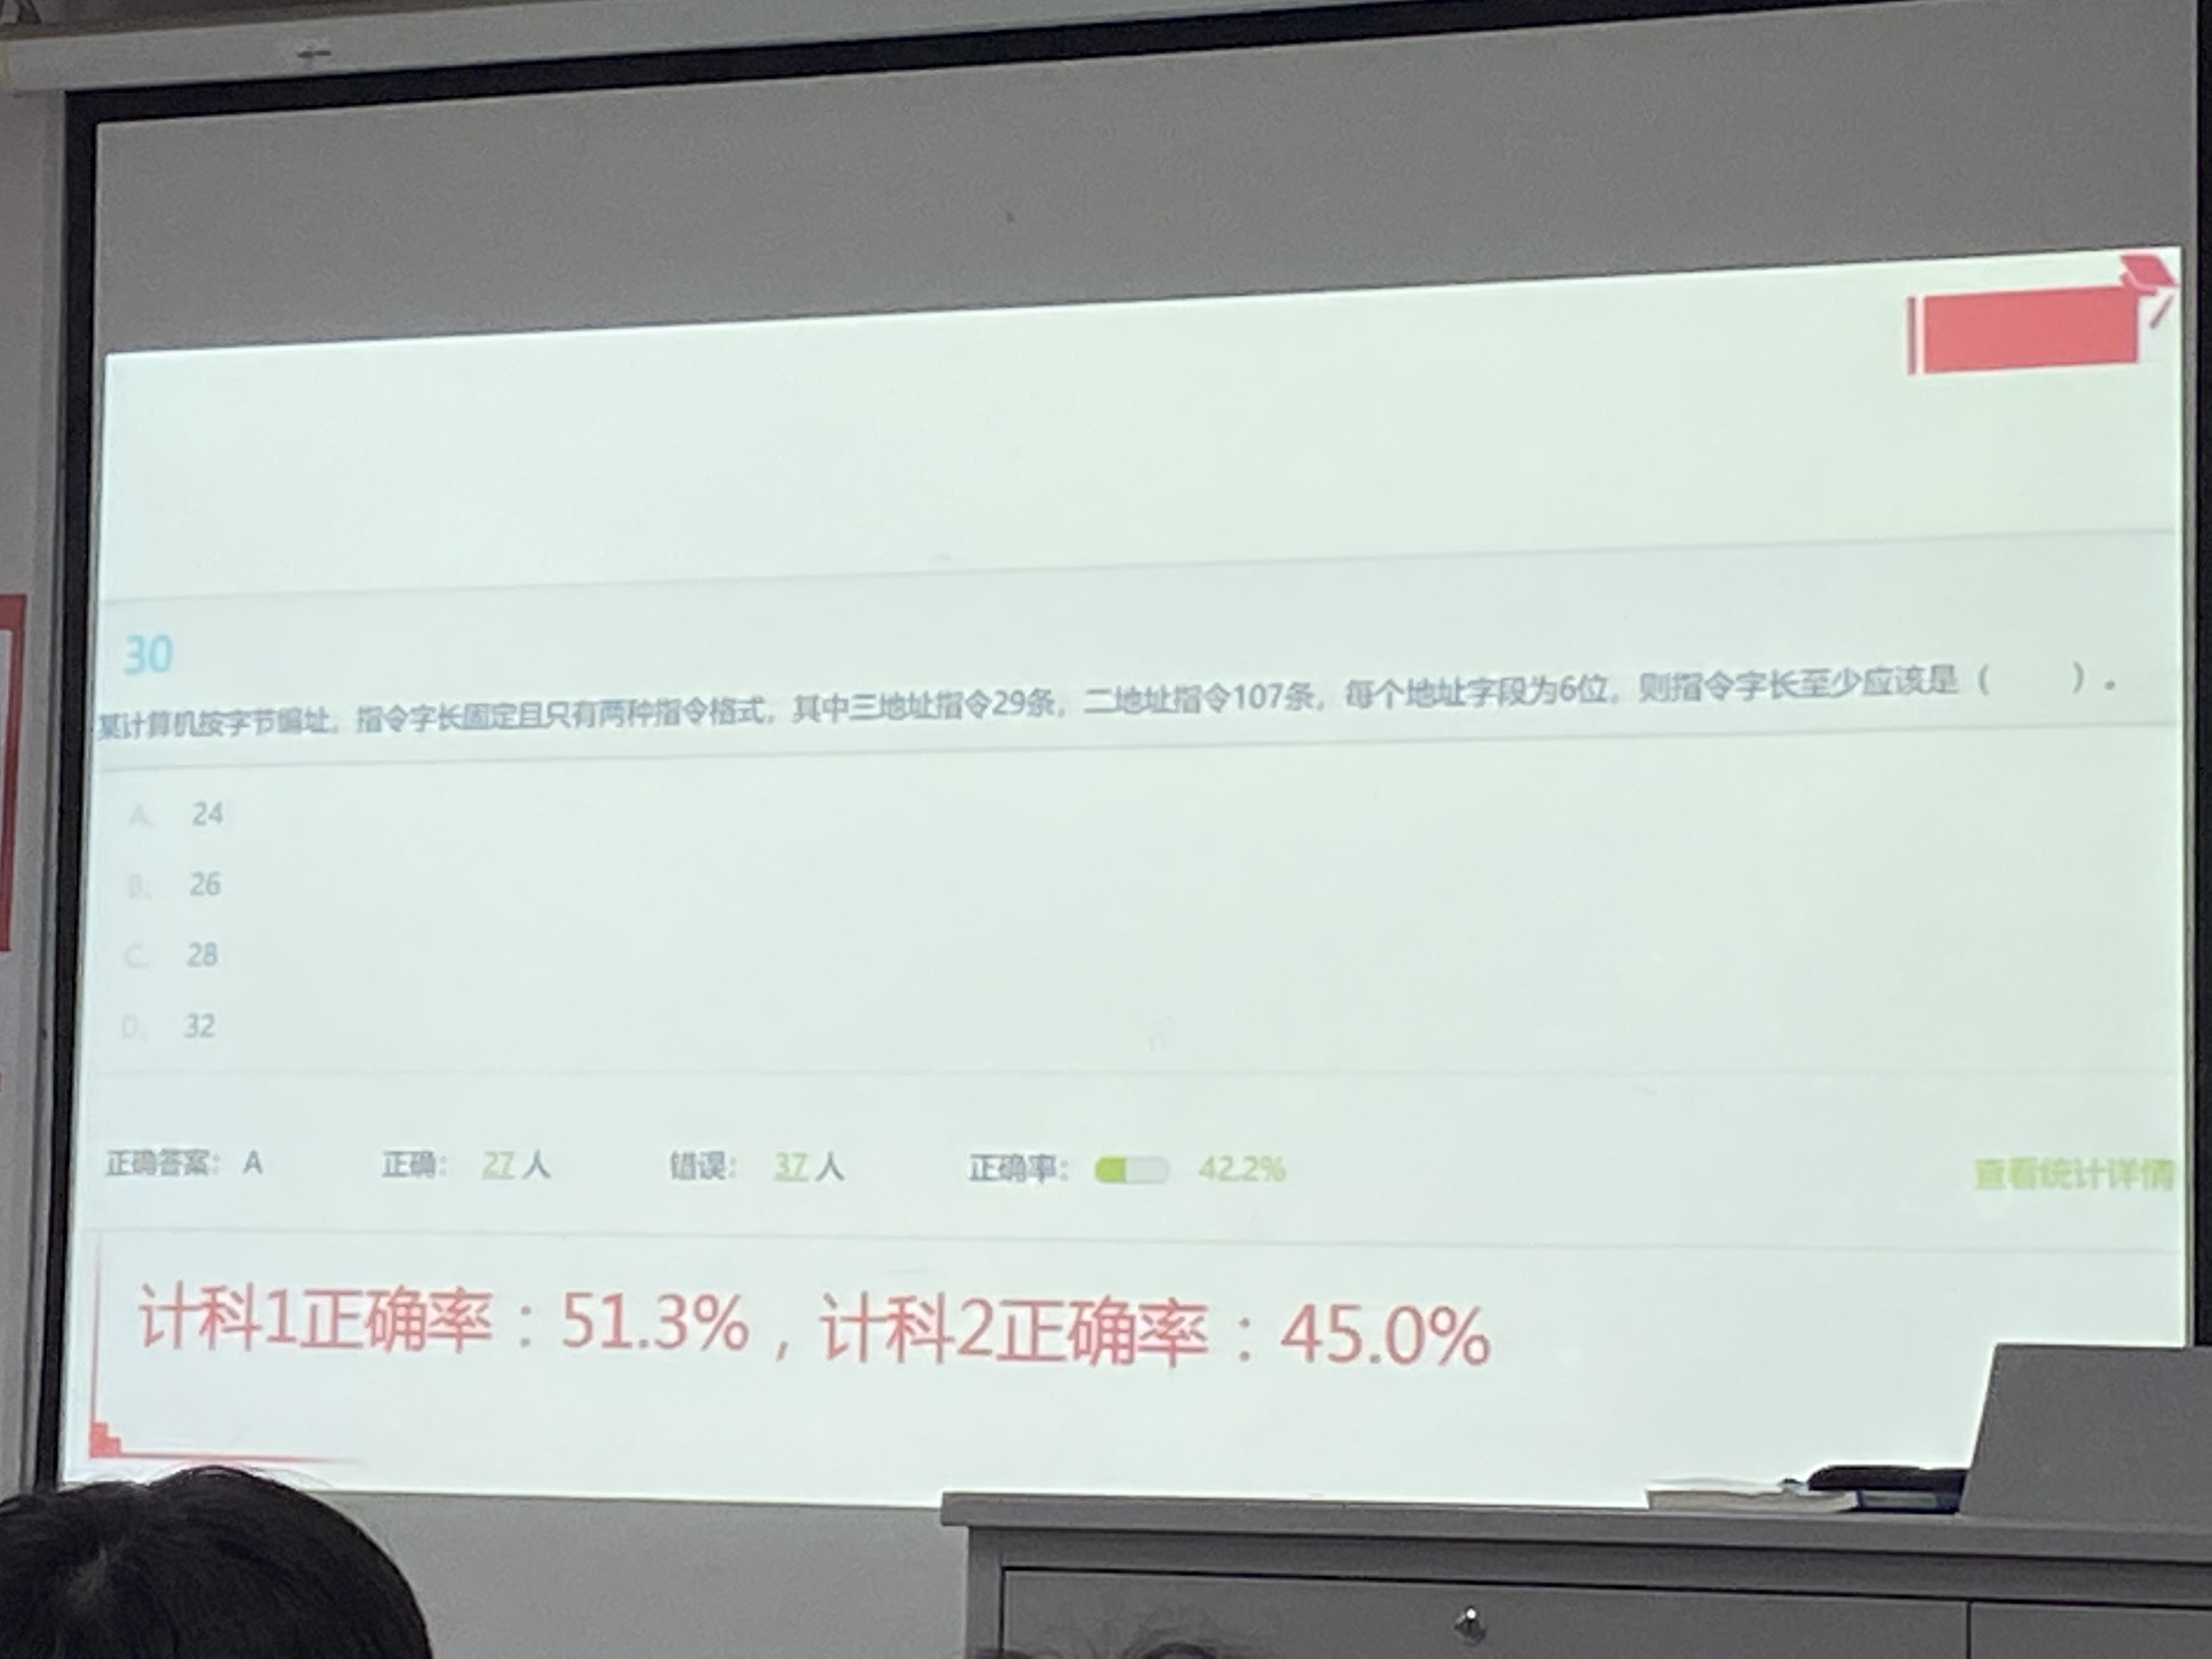 30
某计算机按字节编址，指令字长固定且只有两种指令格式，其中三地址指令29条，二地址指令107条，每个地址字段为6位，则指令字长至少应该是（ ）。
A. 24
B. 26
C. 28
D. 32
正确答案：A 正确：27人 错误：37人 正确率：42.2% 查看统计详情
计科1正确率：51.3%，计科2正确率：45.0%